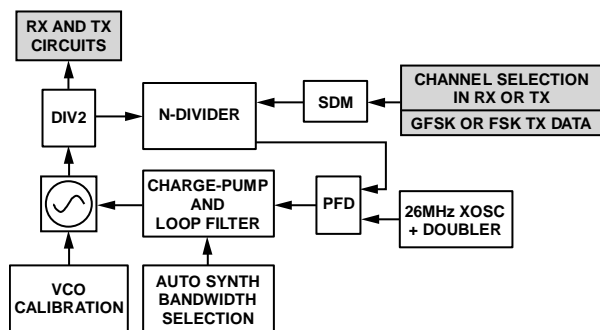 RX AND TX
CIRCUITS
DIV2
N-DIVIDER
SDM
CHANNEL SELECTION
IN RX OR TX
GFSK OR FSK TX DATA
CHARGE-PUMP
AND
LOOP FILTER
PFD
26MHz XOSC
+ DOUBLER
VCO
CALIBRATION
AUTO SYNTH
BANDWIDTH
SELECTION